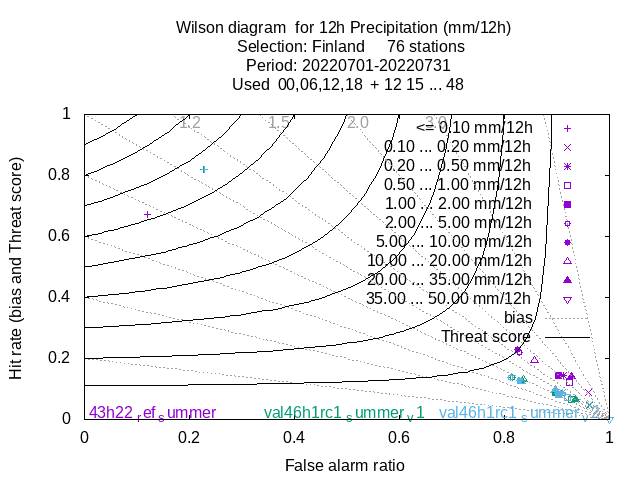 Wilson diagram  for 12h Precipitation (mm/12h)
Selection: Finland     76 stations
Period: 20220701-20220731
Used  00,06,12,18  + 12 15 ... 48
1.2 1.5 2.0 3.0
<= 0.10 mm/12h
0.10 ... 0.20 mm/12h
0.20 ... 0.50 mm/12h
0.50 ... 1.00 mm/12h
1.00 ... 2.00 mm/12h
2.00 ... 5.00 mm/12h
5.00 ... 10.00 mm/12h
10.00 ... 20.00 mm/12h
20.00 ... 35.00 mm/12h
35.00 ... 50.00 mm/12h
bias
Threat score
1
0.8
0.6
0.4
0.2
0
Hit rate (bias and Threat score)
43h22_ref_summer val46h1rc1_summer_v1 val46h1rc1_summer_v2
0 0.2 0.4 0.6 0.8 1
False alarm ratio